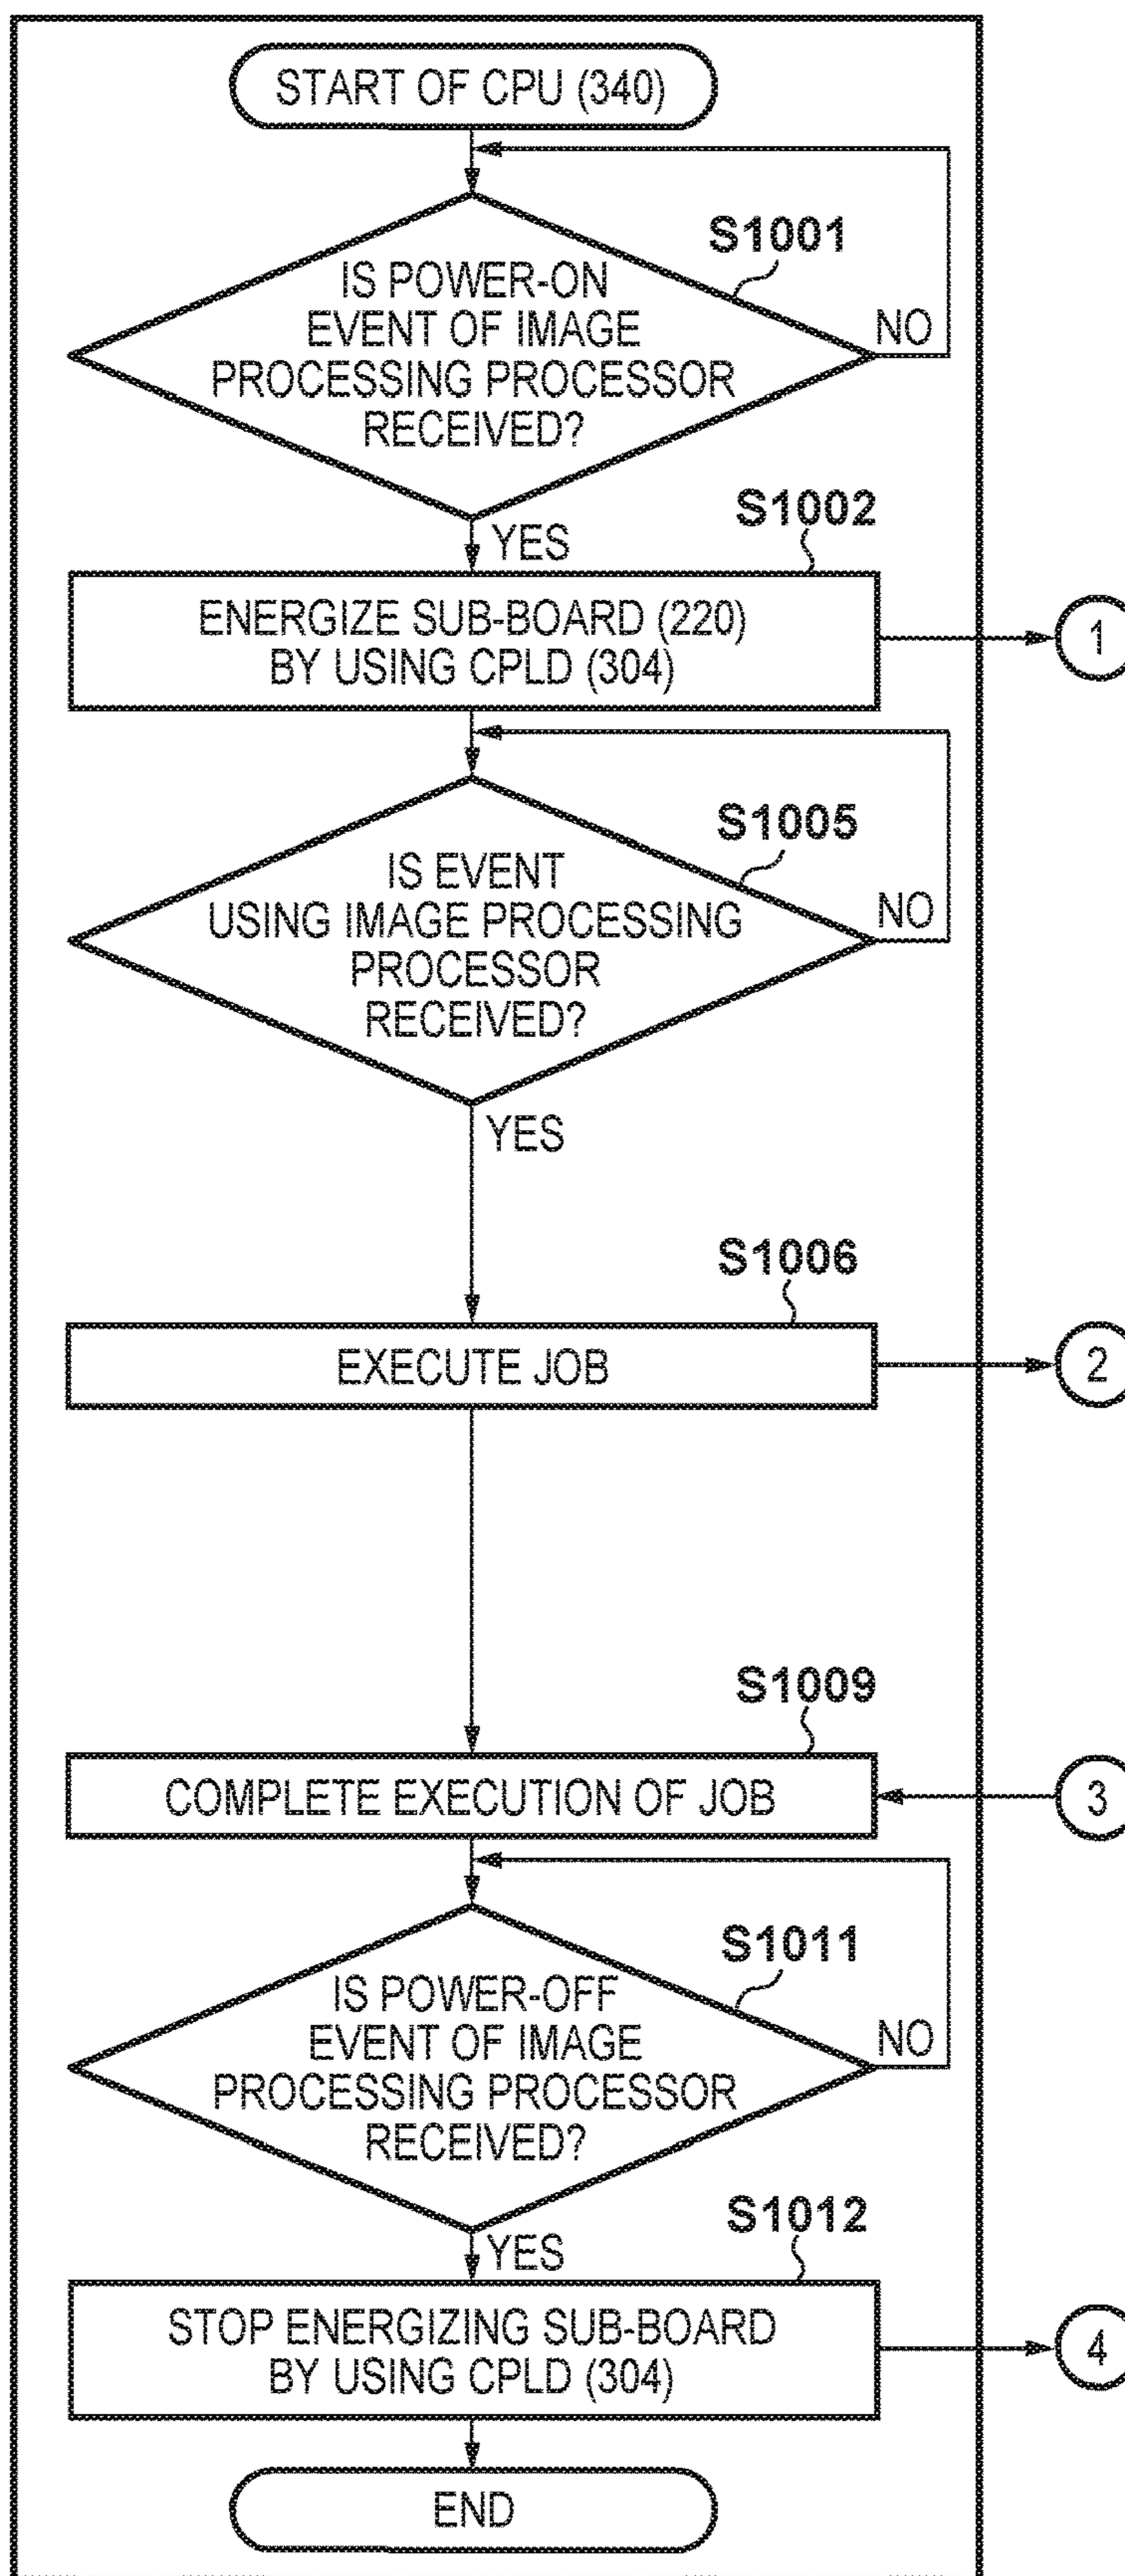 START OF CPU (340)
S1001
IS POWER-ON
EVENT OF IMAGE
PROCESSING PROCESSOR
RECEIVED?
NO
YES
S1002
ENERGIZE SUB-BOARD (220)
BY USING CPLD (304)
1
S1005
IS EVENT
USING IMAGE PROCESSING
PROCESSOR
RECEIVED?
NO
YES
S1006
EXECUTE JOB
2
S1009
COMPLETE EXECUTION OF JOB
3
S1011
IS POWER-OFF
EVENT OF IMAGE
PROCESSING PROCESSOR
RECEIVED?
NO
YES
S1012
STOP ENERGIZING SUB-BOARD
BY USING CPLD (304)
4
END